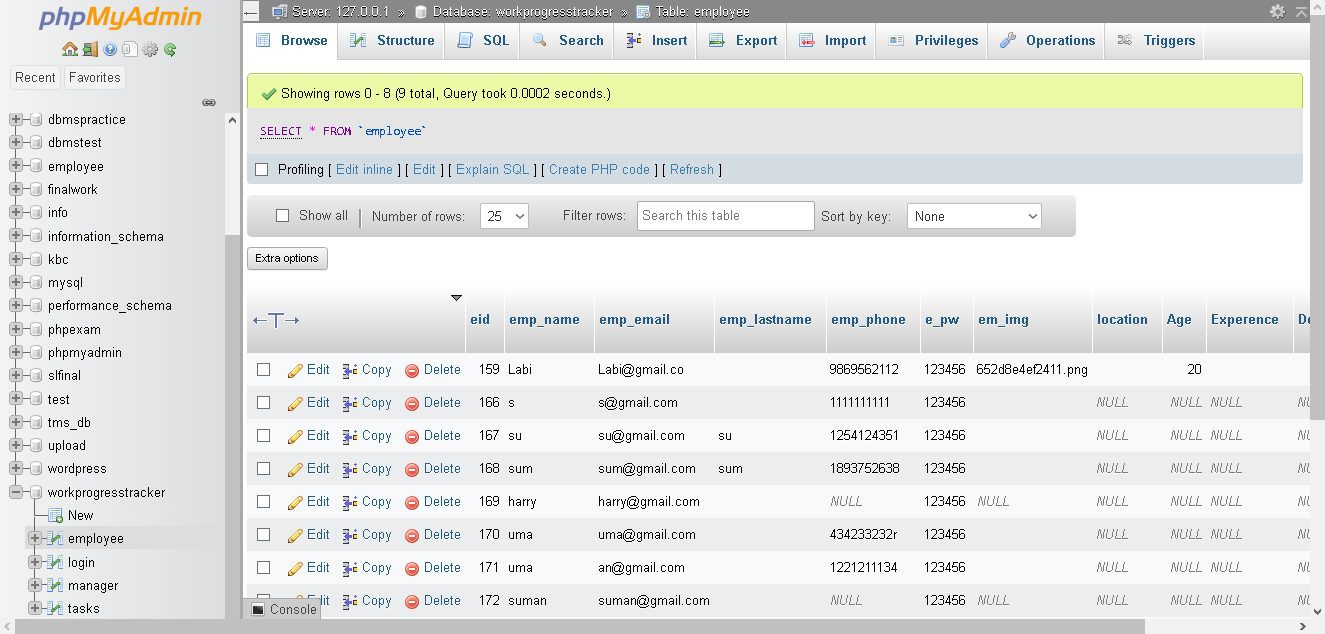 phpMyAdmin
Recent Favorites
dbmspractice
dbmstest
employee
finalwork
info
information_schema
kbc
mysql
performance_schema
phpexam
phpmyadmin
slfinal
test
tms_db
upload
wordpress
workprogresstracker
New
employee
login
manager
tasks
Server: 127.0.0.1 » Database: workprogresstracker » Table: employee
Browse Structure SQL Search Insert Export Import Privileges Operations Triggers
Showing rows 0 - 8 (9 total, Query took 0.0002 seconds.)
SELECT * FROM `employee`
Profiling [ Edit inline ] [ Edit ] [ Explain SQL ] [ Create PHP code ] [ Refresh ]
Show all | Number of rows: 25 Filter rows: Search this table Sort by key: None
Extra options
←T→ eid emp_name emp_email emp_lastname emp_phone e_pw em_img location Age Experence De
Edit Copy Delete 159 Labi Labi@gmail.co 9869562112 123456 652d8e4ef2411.png 20
Edit Copy Delete 166 s s@gmail.com 1111111111 123456 NULL NULL NULL NU
Edit Copy Delete 167 su su@gmail.com su 1254124351 123456 NULL NULL NULL NU
Edit Copy Delete 168 sum sum@gmail.com sum 1893752638 123456 NULL NULL NULL NU
Edit Copy Delete 169 harry harry@gmail.com NULL 123456 NULL NULL NULL NULL NU
Edit Copy Delete 170 uma uma@gmail.com 434233232r 123456 NULL NULL NULL NU
Edit Copy Delete 171 uma an@gmail.com 1221211134 123456 NULL NULL NULL NU
Edit Copy Delete 172 suman suman@gmail.com NULL 123456 NULL NULL NULL NULL NU
Console